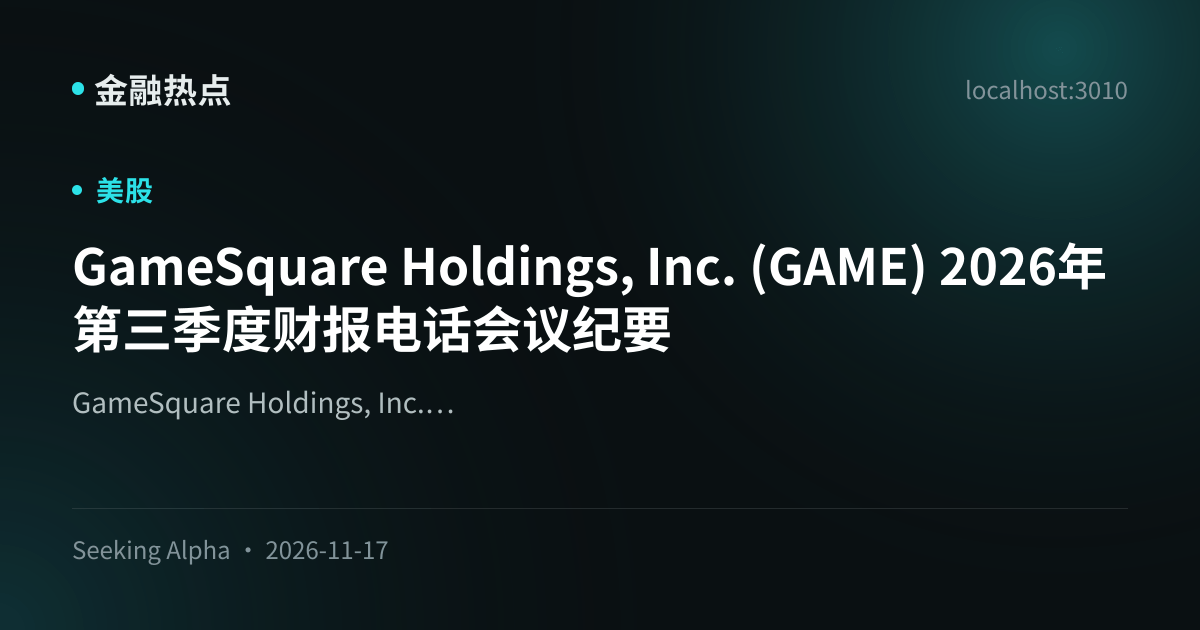 金融热点
localhost:3010
美股
GameSquare Holdings, Inc. (GAME) 2026年
第三季度财报电话会议纪要
GameSquare Holdings, Inc.…
Seeking Alpha · 2026-11-17